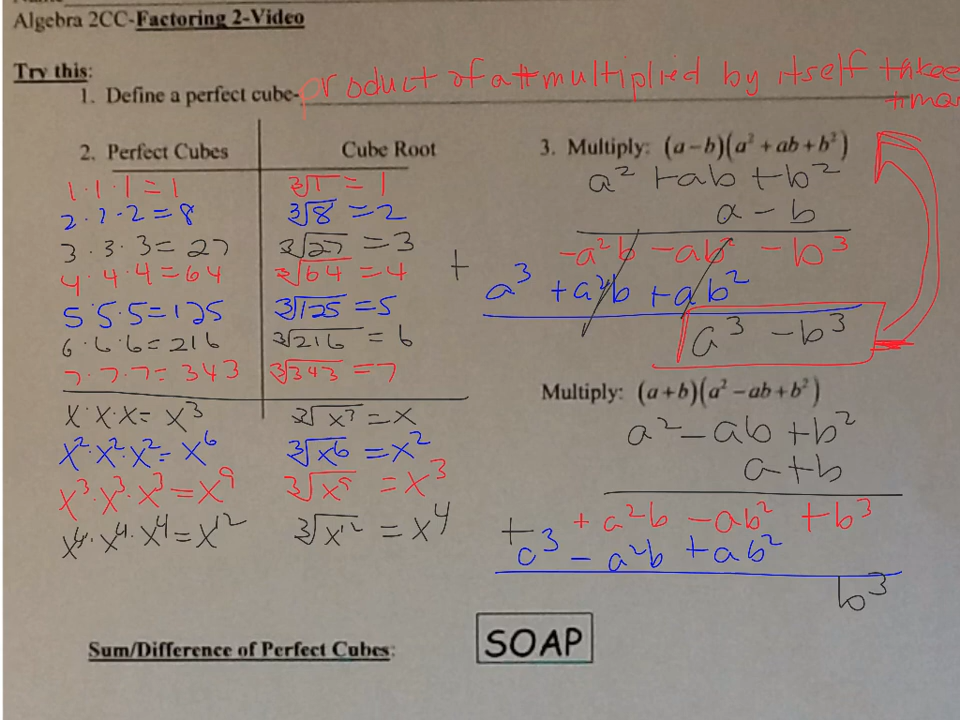 Algebra 2CC-Factoring 2-Video
Try this:
1. Define a perfect cube- product of a # multiplied by itself
2. Perfect Cubes
Cube Root
1·1·1=1
∛1=1
2·2·2=8
∛8=2
3·3·3=27
∛27=3
4·4·4=64
∛64=4
5·5·5=125
∛125=5
6·6·6=216
∛216=6
7·7·7=343
∛343=7
x·x·x=x³
∛x³=x
x²·x²·x²=x⁶
∛x⁶=x²
x³·x³·x³=x⁹
∛x⁹=x³
x⁴·x⁴·x⁴=x¹²
∛x¹²=x⁴
3. Multiply: (a-b)(a²+ab+b²)
a²+ab+b²
a-b
-a²b-ab²-b³
+ a³+a²b+ab²
a³-b³
Multiply: (a+b)(a²-ab+b²)
a²-ab+b²
a+b
+a²b-ab²+b³
+ a³-a²b+ab²
b³
Sum/Difference of Perfect Cubes:
SOAP